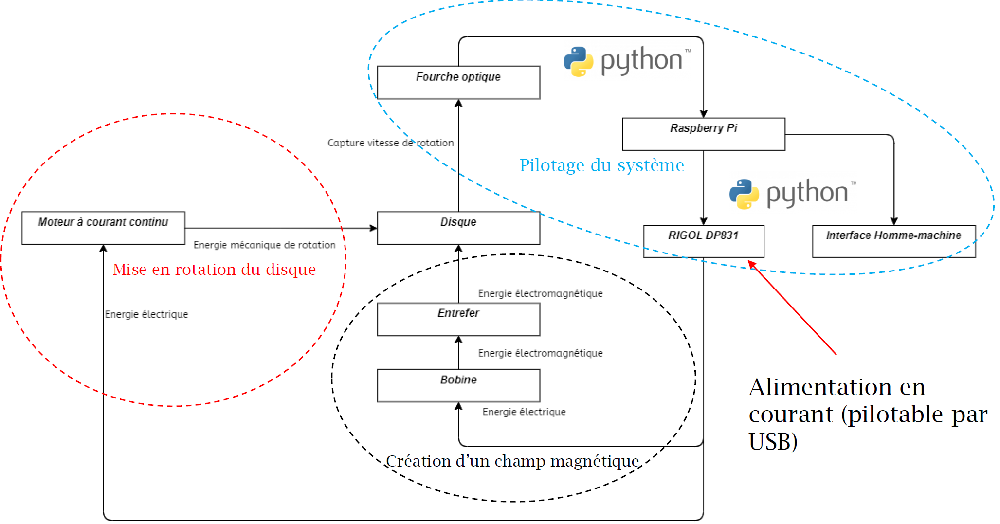 python™
Fourche optique
Raspberry Pi
Capture vitesse de rotation
Pilotage du système
python™
Moteur à courant continu
Disque
RIGOL DP831
Interface Homme-machine
Energie mécanique de rotation
Mise en rotation du disque
Energie électromagnétique
Entrefer
Energie électrique
Energie électromagnétique
Bobine
Energie électrique
Alimentation en
courant (pilotable par
USB)
Création d’un champ magnétique